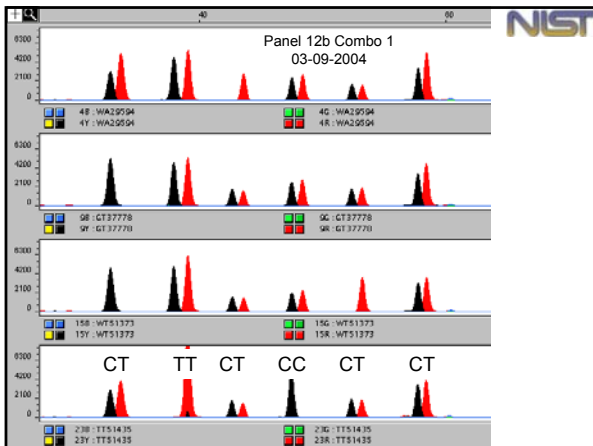 40 60
NIST
Panel 12b Combo 1
03-09-2004
6300
4200
2100
0
4B : WA29594 4G : WA29594
4Y : WA29594 4R : WA29594
6300
4200
2100
0
9B : GT37778 9G : GT37778
9Y : GT37778 9R : GT37778
6300
4200
2100
0
15B : WT51373 15G : WT51373
15Y : WT51373 15R : WT51373
6300
4200
2100
0
CT TT CT CC CT CT
23B : TT51435 23G : TT51435
23Y : TT51435 23R : TT51435